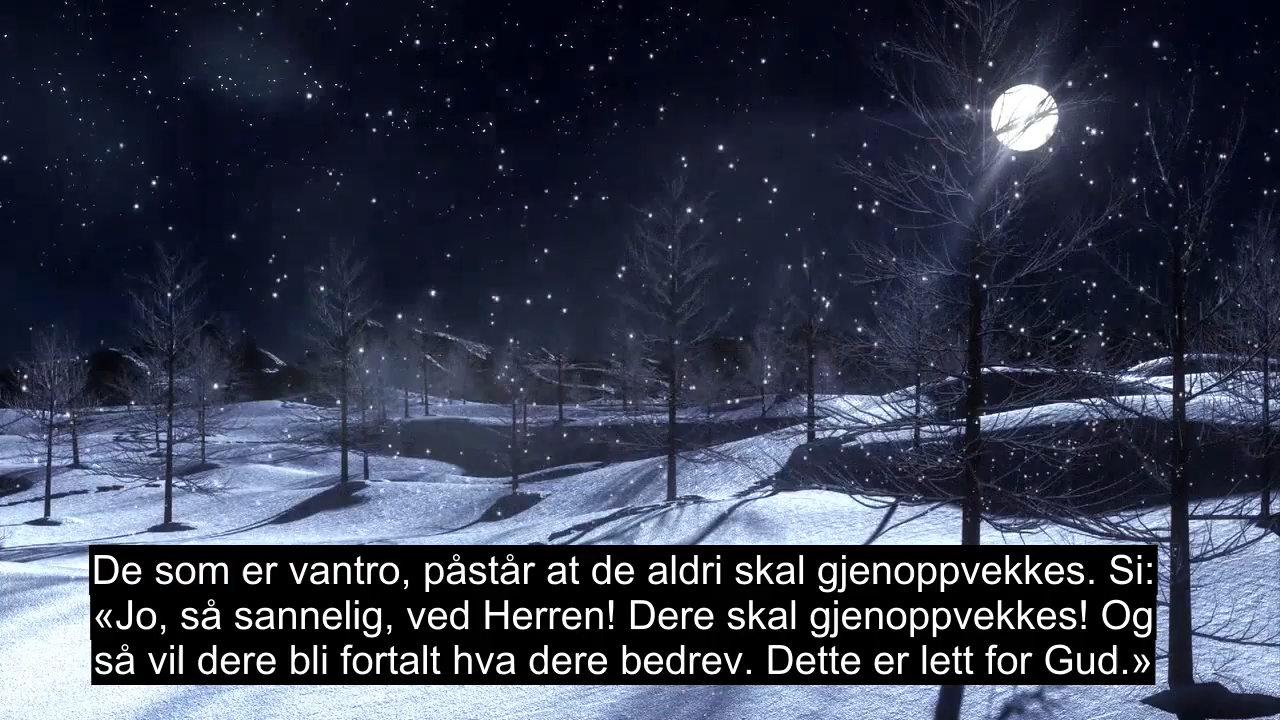 De som er vantro, påstår at de aldri skal gjenoppvekkes. Si:
«Jo, så sannelig, ved Herren! Dere skal gjenoppvekkes! Og
så vil dere bli fortalt hva dere bedrev. Dette er lett for Gud.»